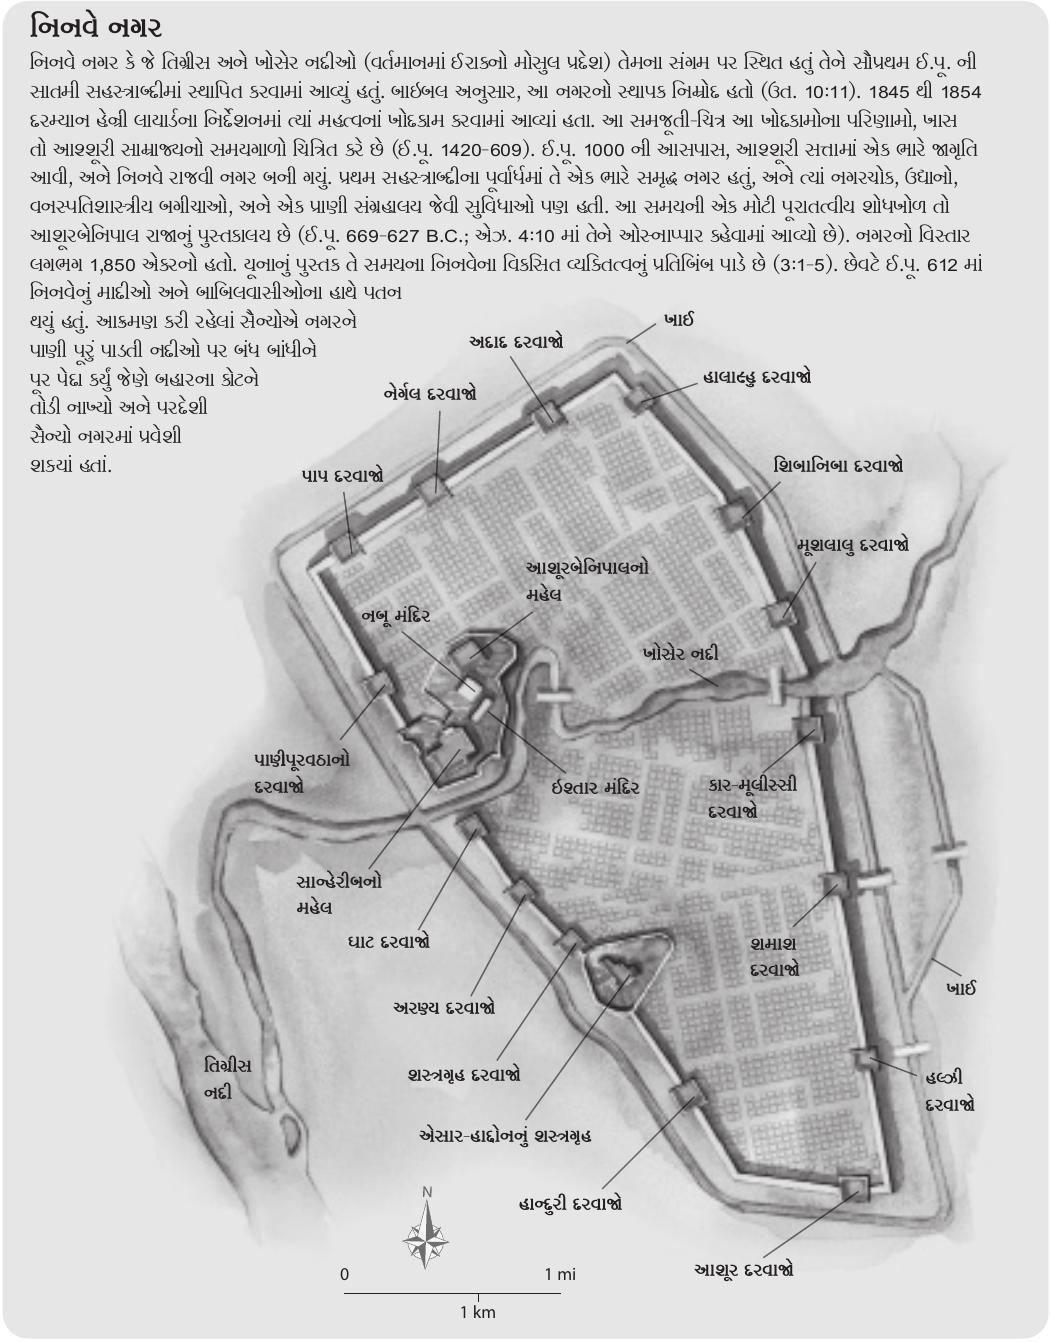 નિનવે નગર
નિનવે નગર કે જે તિગ્રીસ અને ખોસેર નદીઓ (વર્તમાનમાં ઈરાકનો મોસુલ પ્રદેશ) તેમના સંગમ પર સ્થિત હતું તેને સૌપ્રથમ ઈ.પૂ. ની
સાતમી સહસ્ત્રાબ્દીમાં સ્થાપિત કરવામાં આવ્યું હતું. બાઈબલ અનુસાર, આ નગરનો સ્થાપક નિમ્રોદ હતો (ઉત. 10:11). 1845 થી 1854
દરમ્યાન હેન્રી લાયાર્ડના નિર્દેશનમાં ત્યાં મહત્વનાં ખોદકામ કરવામાં આવ્યાં હતા. આ સમજૂતી-ચિત્ર આ ખોદકામોના પરિણામો, ખાસ
તો આશ્શૂરી સામ્રાજ્યનો સમયગાળો ચિત્રિત કરે છે (ઈ.પૂ. 1420-609). ઈ.પૂ. 1000 ની આસપાસ, આશ્શૂરી સત્તામાં એક ભારે જાગૃતિ
આવી, અને નિનવે રાજવી નગર બની ગયું. પ્રથમ સહસ્ત્રાબ્દીના પૂર્વાર્ધમાં તે એક ભારે સમૃદ્ધ નગર હતું, અને ત્યાં નગરચોક, ઉદ્યાનો,
વનસ્પતિશાસ્ત્રીય બગીચાઓ, અને એક પ્રાણી સંગ્રહાલય જેવી સુવિધાઓ પણ હતી. આ સમયની એક મોટી પૂરાતત્વીય શોધખોળ તો
આશૂરબેનિપાલ રાજાનું પુસ્તકાલય છે (ઈ.પૂ. 669-627 B.C.; એઝ. 4:10 માં તેને ઓસ્નાપ્પાર કહેવામાં આવ્યો છે). નગરનો વિસ્તાર
લગભગ 1,850 એકરનો હતો. યૂનાનું પુસ્તક તે સમયના નિનવેના વિકસિત વ્યક્તિત્વનું પ્રતિબિંબ પાડે છે (3:1-5). છેવટે ઈ.પૂ. 612 માં
નિનવેનું માદીઓ અને બાબિલવાસીઓના હાથે પતન
થયું હતું. આક્રમણ કરી રહેલાં સૈન્યોએ નગરને
પાણી પૂરું પાડતી નદીઓ પર બંધ બાંધીને
પૂર પેદા કર્યું જેણે બહારના કોટને
તોડી નાખ્યો અને પરદેશી
સૈન્યો નગરમાં પ્રવેશી
શકયાં હતાં.
ખાઈ
અદાદ દરવાજો
હાલાહ્હુ દરવાજો
નેર્ગલ દરવાજો
પાપ દરવાજો
શિબાનિબા દરવાજો
મૂશલાલુ દરવાજો
આશૂરબેનિપાલનો
મહેલ
નબૂ મંદિર
ખોસેર નદી
પાણીપૂરવઠાનો
દરવાજો
ઈશ્તાર મંદિર
કાર-મૂલીસ્સી
દરવાજો
સાન્હેરીબનો
મહેલ
ઘાટ દરવાજો
શમાશ
દરવાજો
ખાઈ
અરણ્ય દરવાજો
તિગ્રીસ
નદી
શસ્ત્રગૃહ દરવાજો
હલ્ઝી
દરવાજો
એસાર-હાદ્દોનનું શસ્ત્રગૃહ
હાન્દુરી દરવાજો
આશૂર દરવાજો
N
0 1 mi
1 km